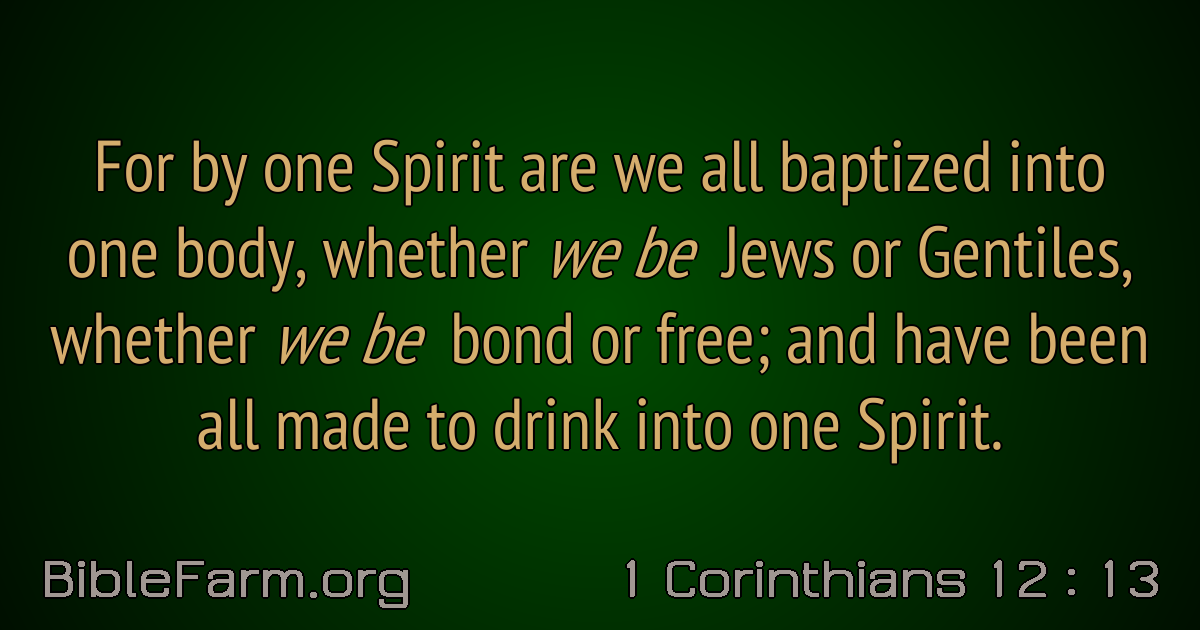 For by one Spirit are we all baptized into
one body, whether we be Jews or Gentiles,
whether we be bond or free; and have been
all made to drink into one Spirit.
BibleFarm.org
1 Corinthians 12 : 13